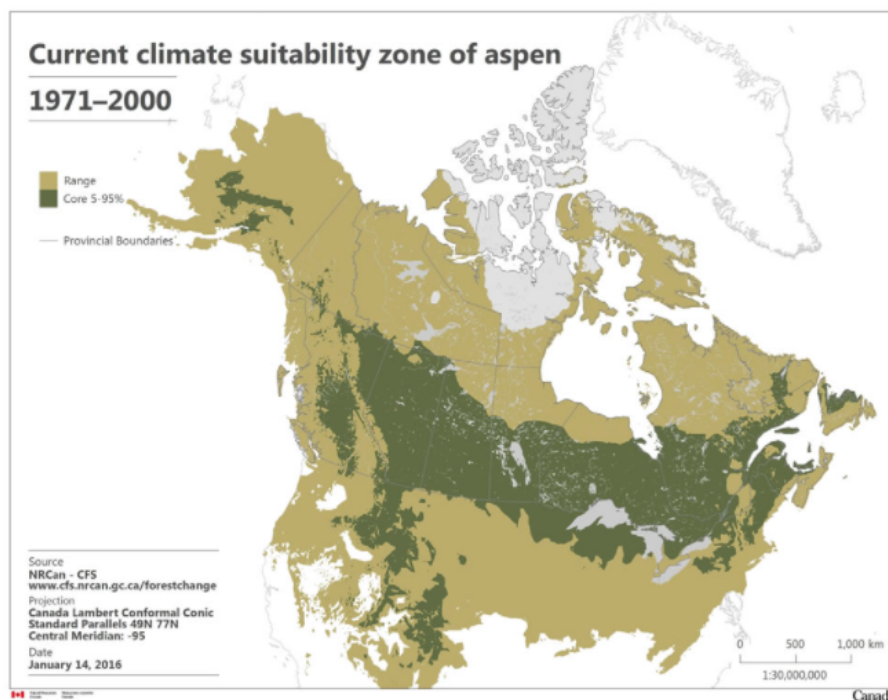 Current climate suitability zone of aspen
1971–2000
Range
Core 5-95%
Provincial Boundaries
Source
NRCan - CFS
www.cfs.nrcan.gc.ca/forestchange
Projection
Canada Lambert Conformal Conic
Standard Parallels 49N 77N
Central Meridian: -95
Date
January 14, 2016
0 500 1,000 km
1:30,000,000
Canada